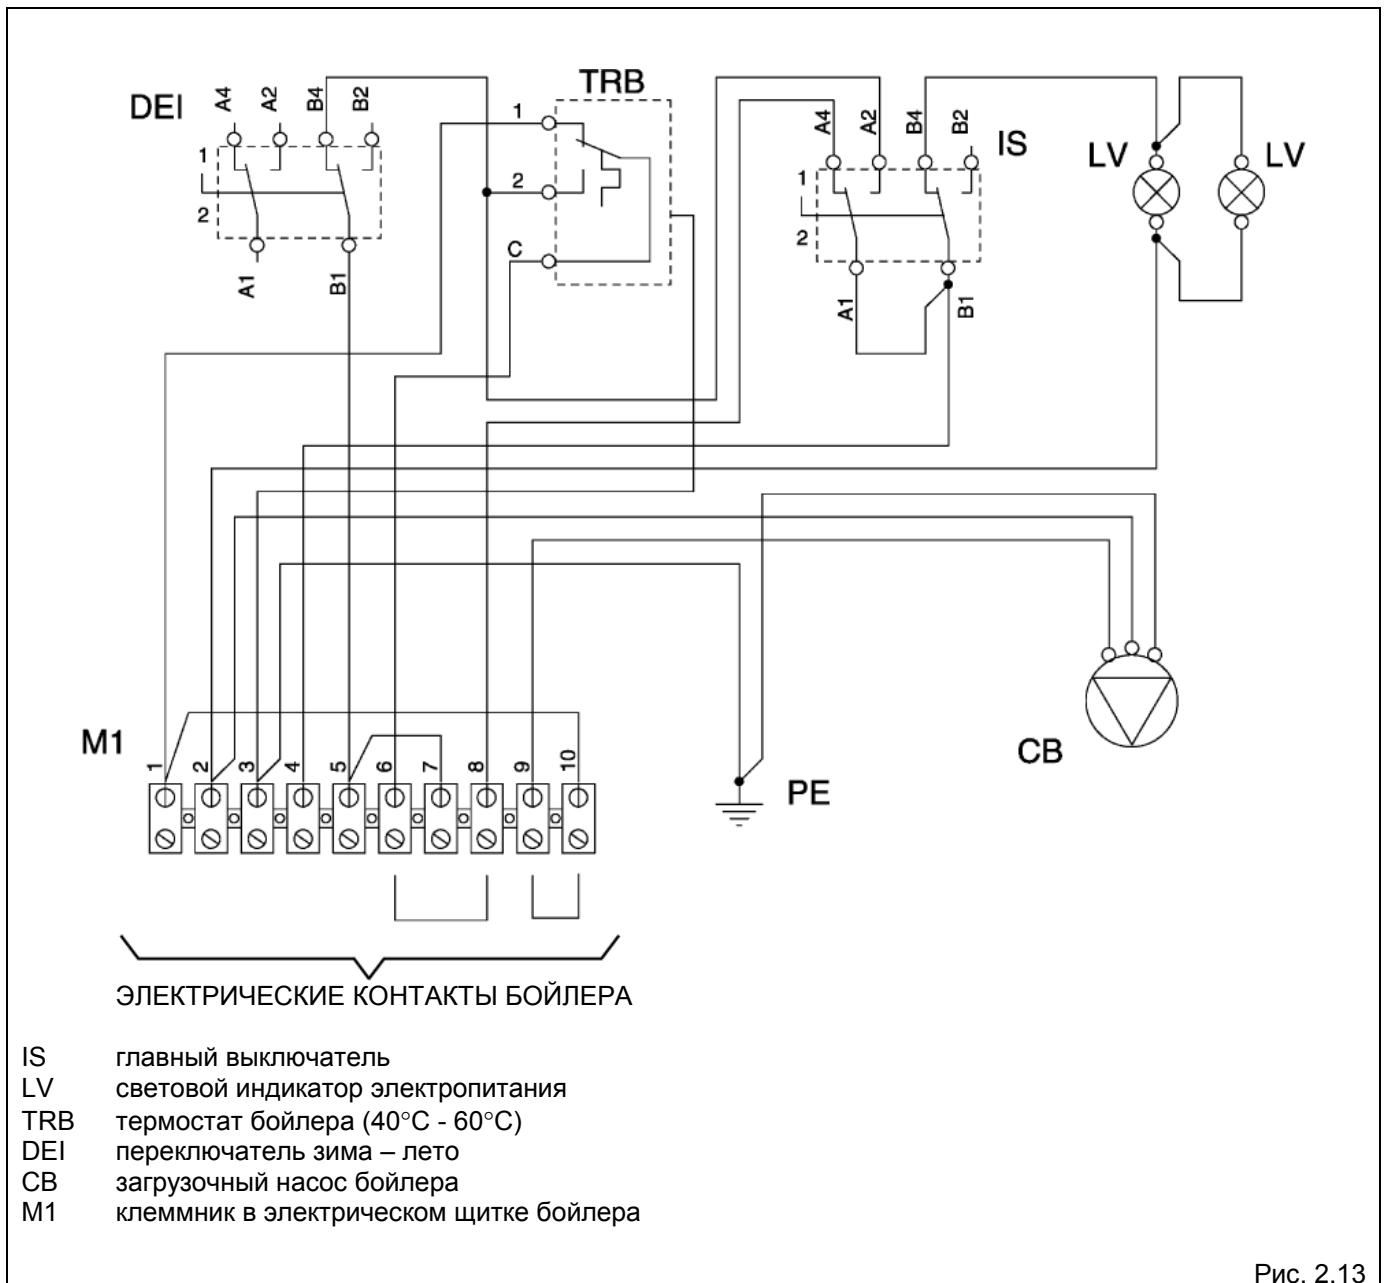 DEI
A4
A2
B4
B2
1
2
A1
B1
TRB
1
2
C
A4
A2
B4
B2
IS
1
2
A1
B1
LV
LV
M1
1
2
3
4
5
6
7
8
9
10
PE
CB
ЭЛЕКТРИЧЕСКИЕ КОНТАКТЫ БОЙЛЕРА
IS главный выключатель
LV световой индикатор электропитания
TRB термостат бойлера (40°C - 60°C)
DEI переключатель зима – лето
CB загрузочный насос бойлера
M1 клеммник в электрическом щитке бойлера
Рис. 2.13